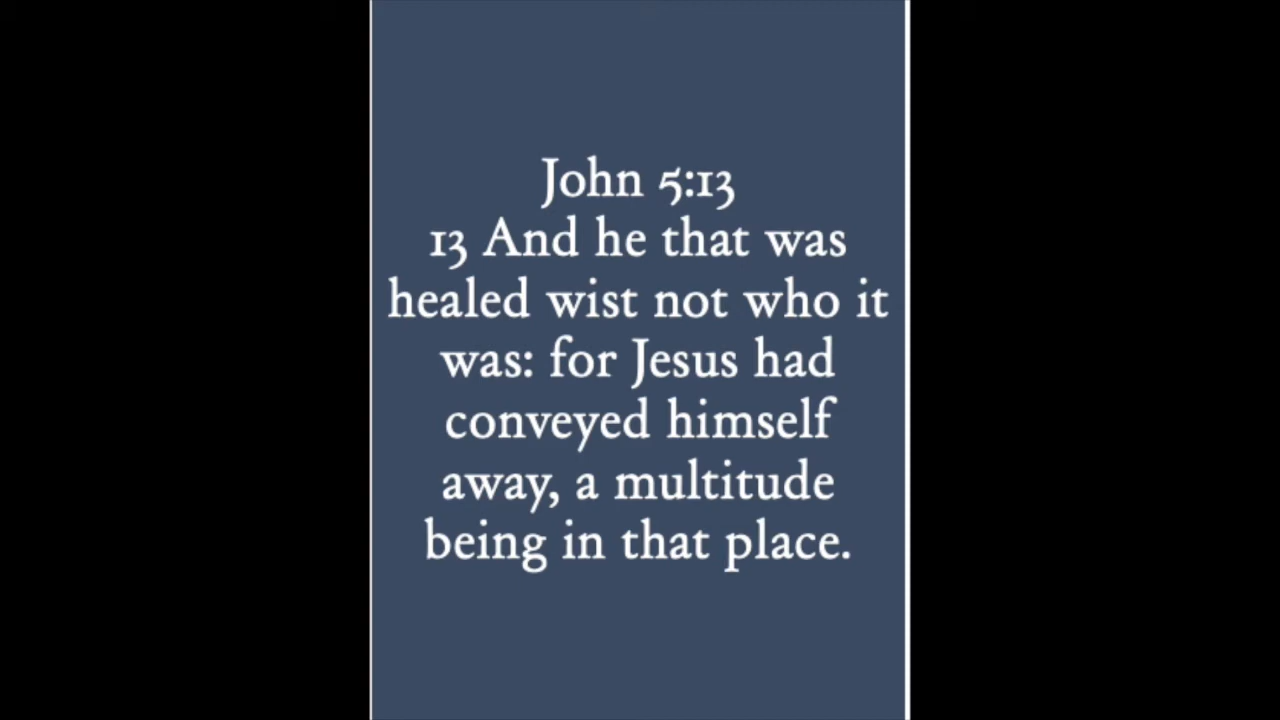 John 5:13
13 And he that was
healed wist not who it
was: for Jesus had
conveyed himself
away, a multitude
being in that place.